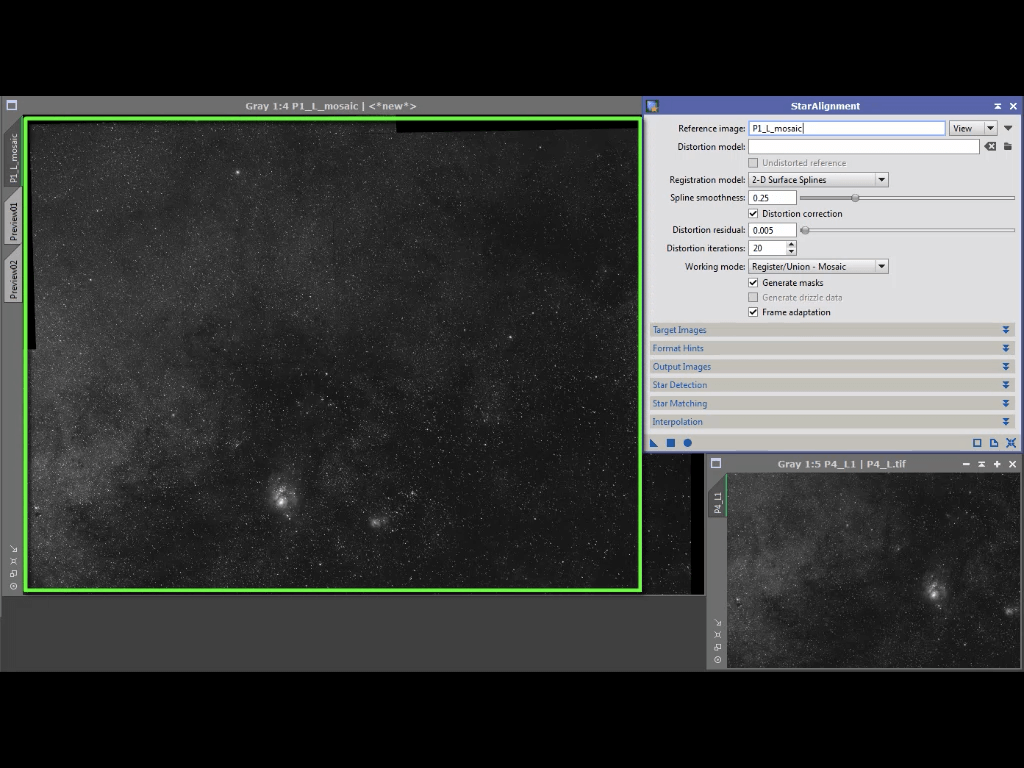 Gray 1:4 P1_L_mosaic | <*new*>
P1_L_mosaic
Preview01
Preview02
StarAlignment
Reference image: P1_L_mosaic View
Distortion model:
Undistorted reference
Registration model: 2-D Surface Splines
Spline smoothness: 0.25
Distortion correction
Distortion residual: 0.005
Distortion iterations: 20
Working mode: Register/Union - Mosaic
Generate masks
Generate drizzle data
Frame adaptation
Target Images
Format Hints
Output Images
Star Detection
Star Matching
Interpolation
Gray 1:5 P4_L1 | P4_L.tif
P4_L1